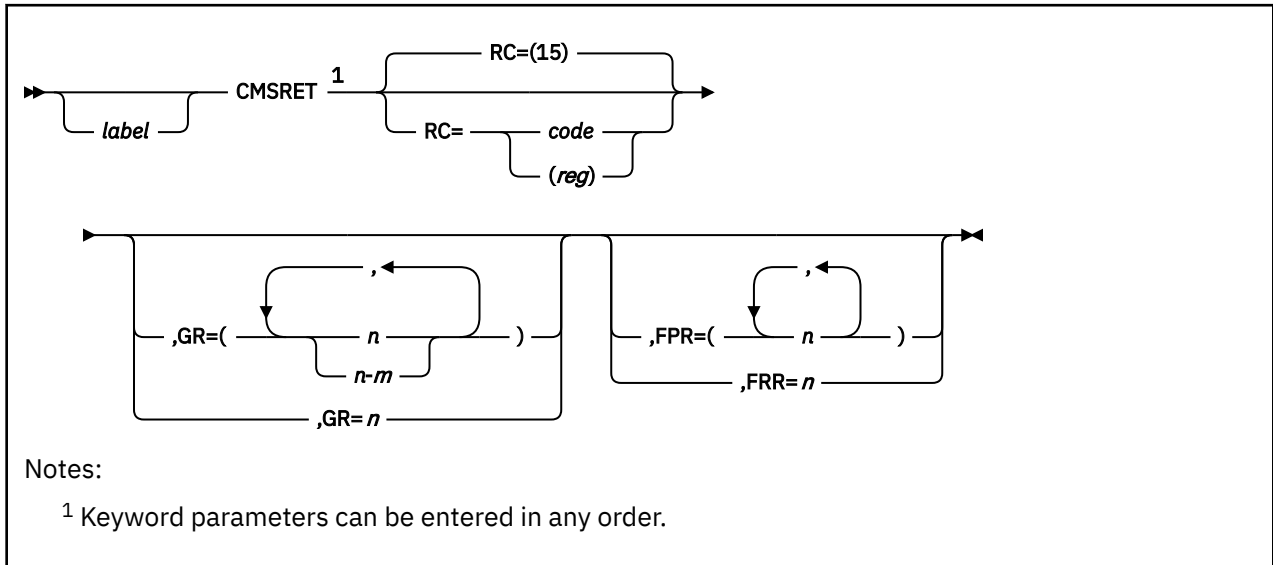 RC=(15)
CMSRET 1
label
RC= code
(reg)
,
,GR=( n )
n-m
,GR= n
,
,FPR=( n )
,FRR= n
Notes:
1 Keyword parameters can be entered in any order.